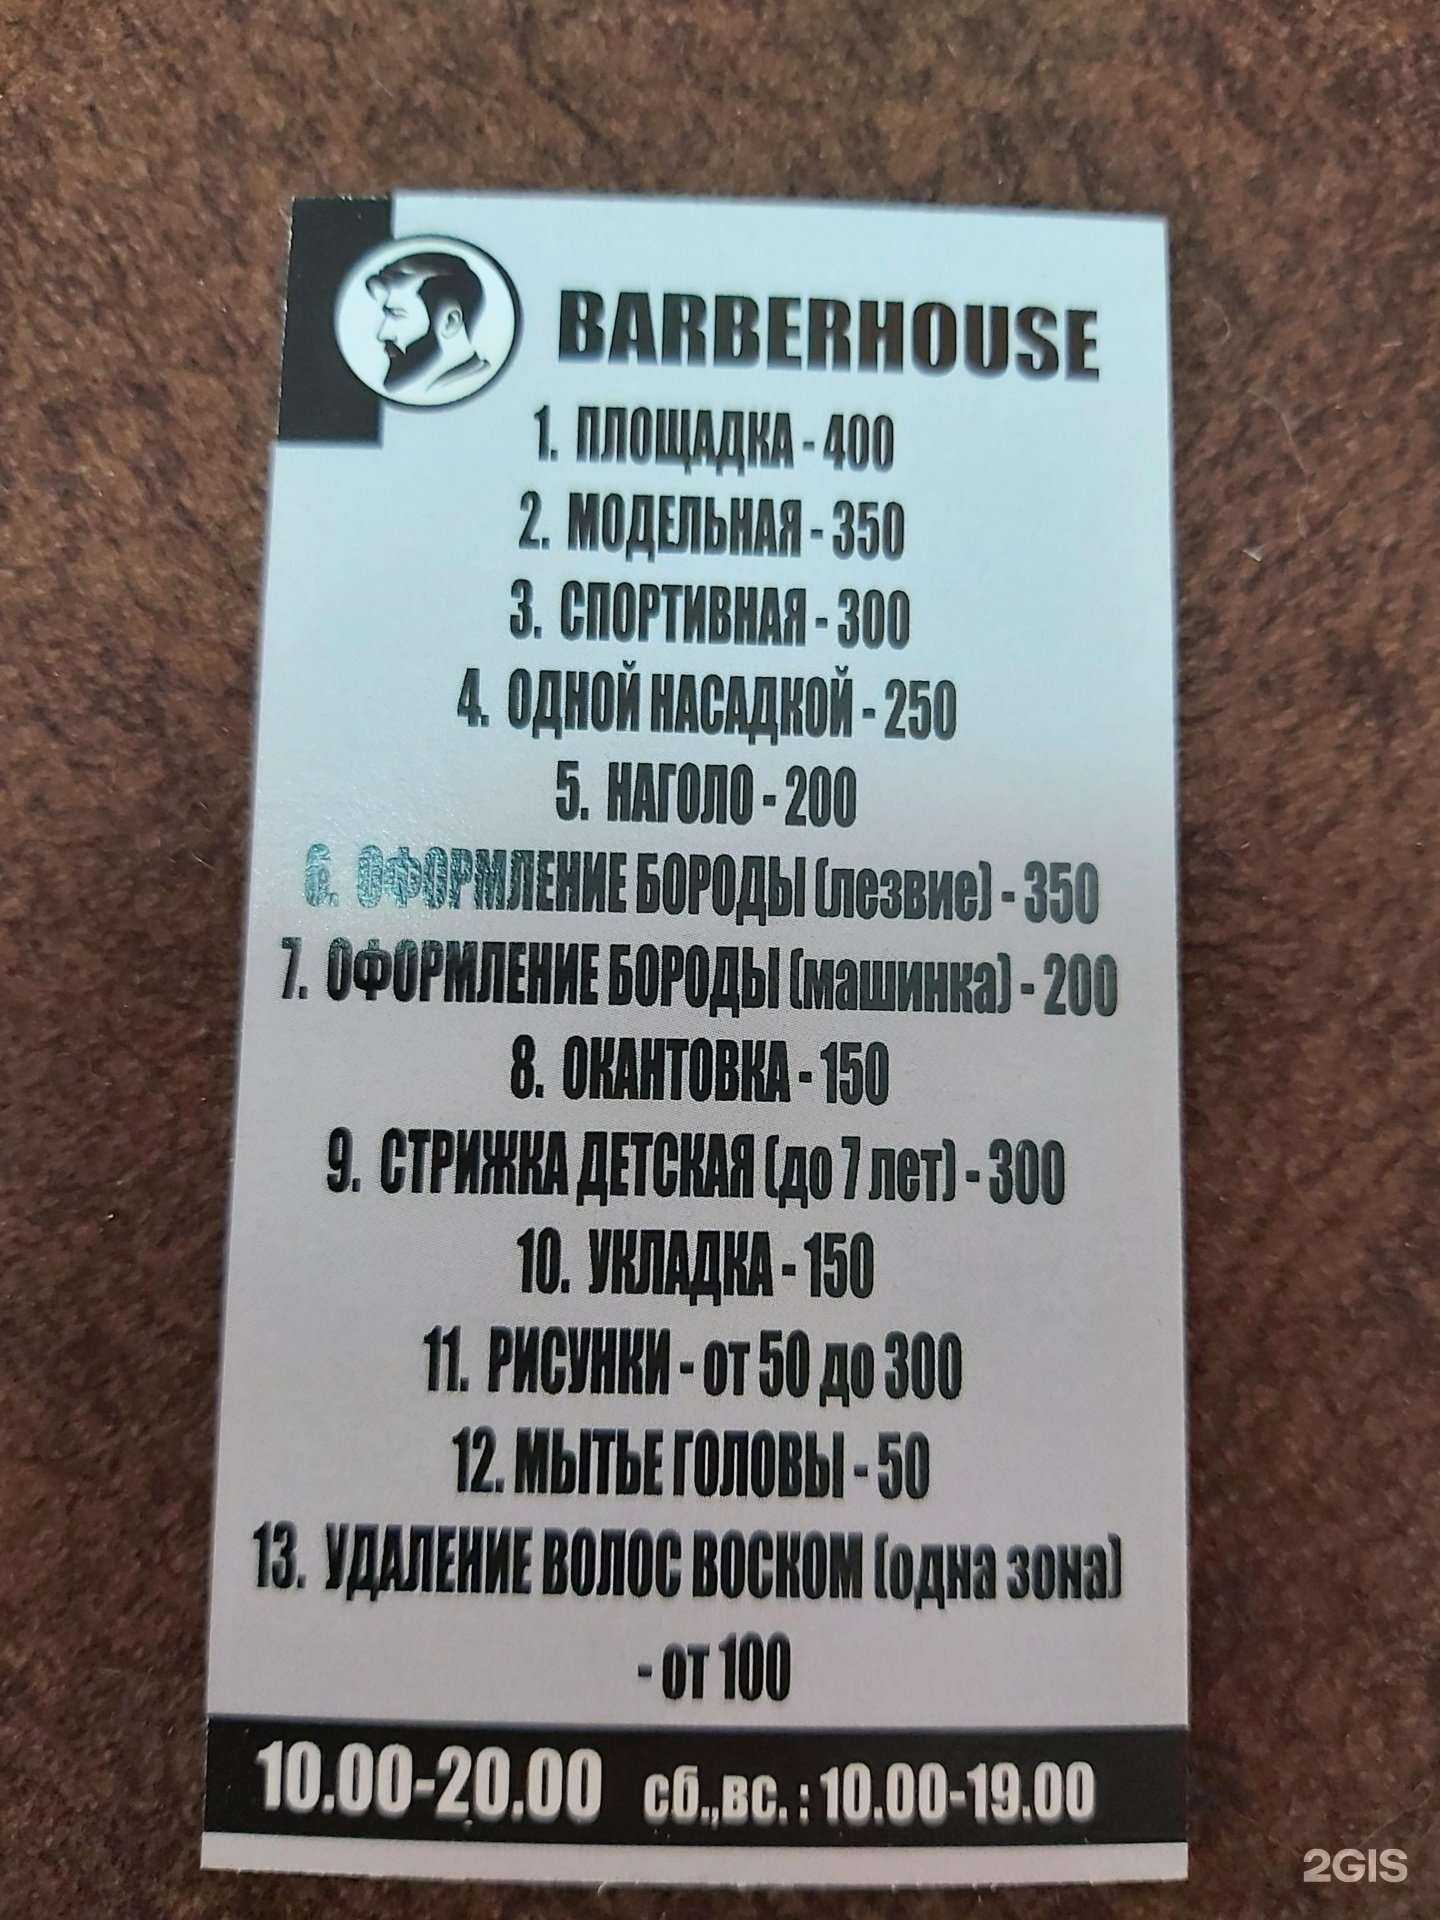 BARBERHOUSE
1. ПЛОЩАДКА - 400
2. МОДЕЛЬНАЯ - 350
3. СПОРТИВНАЯ - 300
4. ОДНОЙ НАСАДКОЙ - 250
5. НАГОЛО - 200
6. ОФОРМЛЕНИЕ БОРОДЫ (лезвие) - 350
7. ОФОРМЛЕНИЕ БОРОДЫ (машинка) - 200
8. ОКАНТОВКА - 150
9. СТРИЖКА ДЕТСКАЯ (до 7 лет) - 300
10. УКЛАДКА - 150
11. РИСУНКИ - от 50 до 300
12. МЫТЬЕ ГОЛОВЫ - 50
13. УДАЛЕНИЕ ВОЛОС ВОСКОМ (одна зона)
- от 100
10.00-20.00 сб.,вс. : 10.00-19.00
2GIS